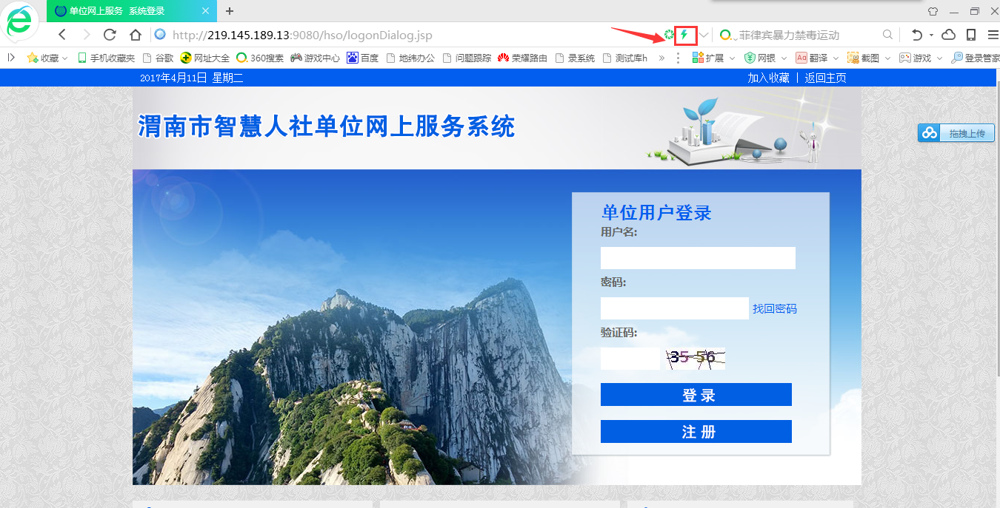 单位网上服务 系统登录
http://219.145.189.13:9080/hso/logonDialog.jsp
菲律宾暴力禁毒运动
收藏 手机收藏夹 谷歌 网址大全 360搜索 游戏中心 百度 地纬办公 问题跟踪 荣耀路由 录系统 测试库h » 扩展 网银 Aa 翻译 截图 游戏 登录管家
2017年4月11日 星期二 加入收藏 | 返回主页
渭南市智慧人社单位网上服务系统
拖拽上传
单位用户登录
用户名:
密码:
找回密码
验证码:
35 56
登 录
注 册